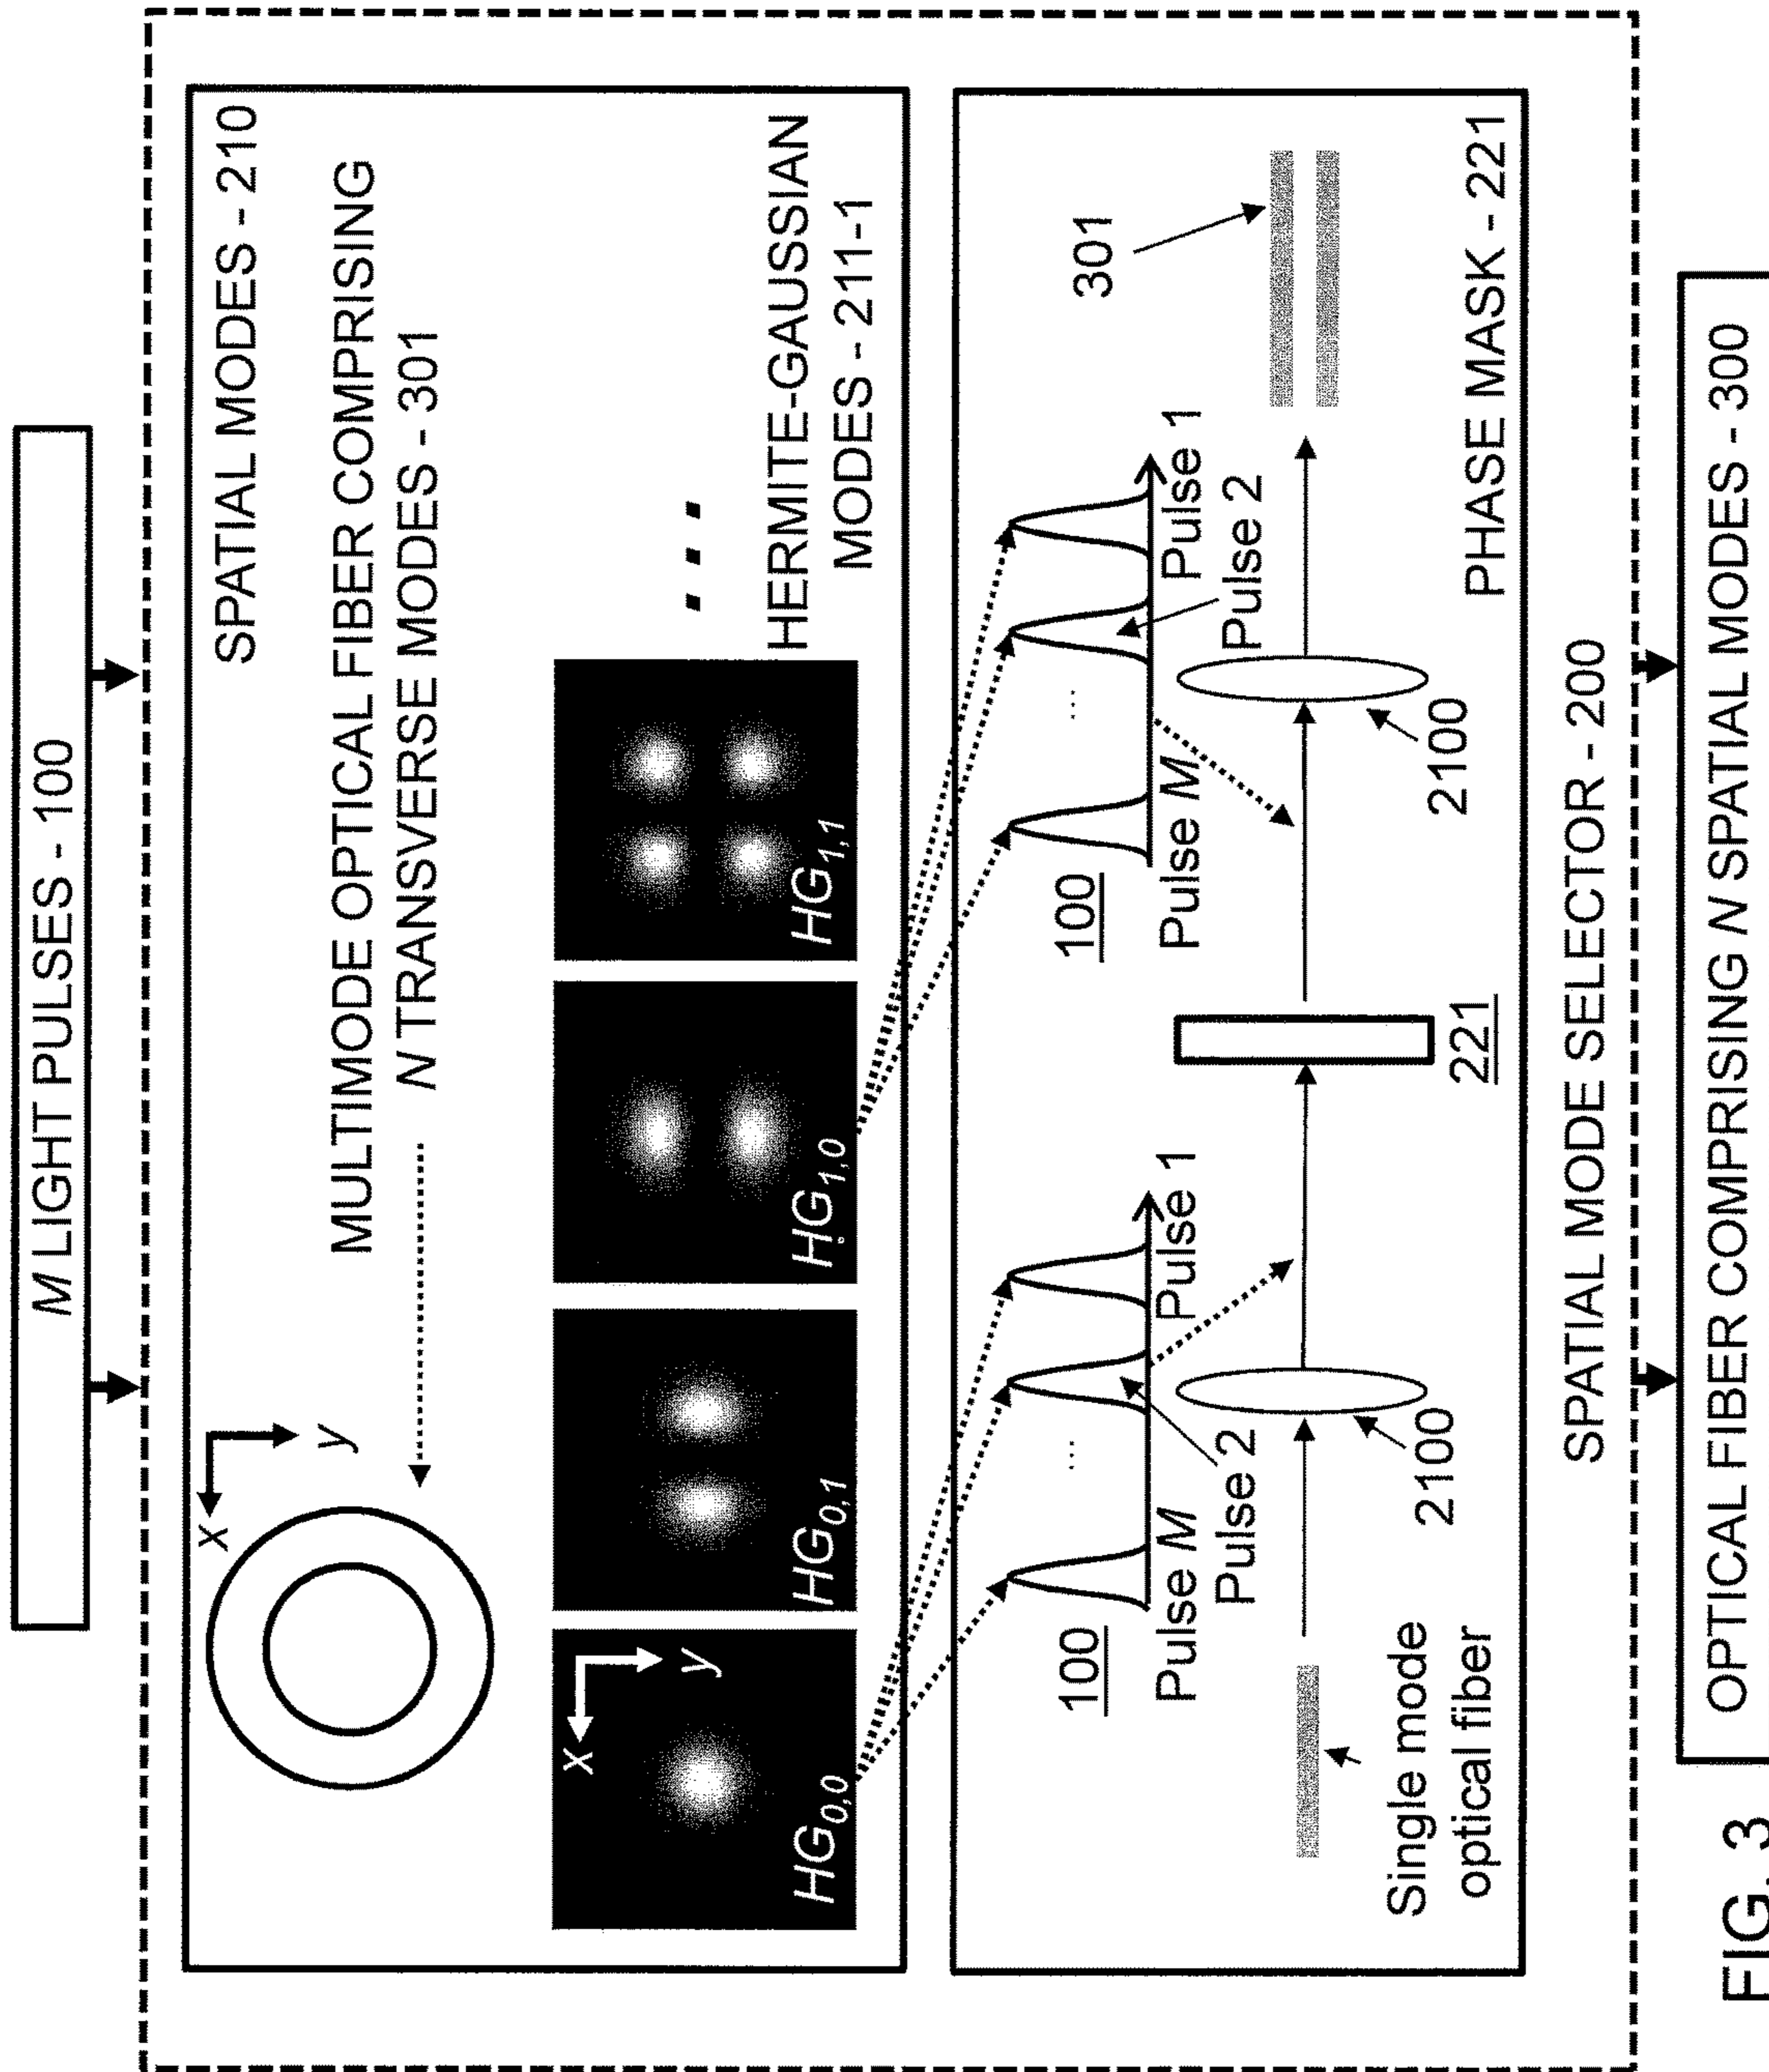 M LIGHT PULSES - 100
SPATIAL MODES - 210
x
y
MULTIMODE OPTICAL FIBER COMPRISING
N TRANSVERSE MODES - 301
x
y
HG0,0
HG0,1
HG1,0
HG1,1
HERMITE-GAUSSIAN
MODES - 211-1
100
Pulse M
...
Pulse 2
Pulse 1
100
Pulse M
...
Pulse 1
Pulse 2
301
Single mode
optical fiber
2100
221
2100
PHASE MASK - 221
SPATIAL MODE SELECTOR - 200
OPTICAL FIBER COMPRISING N SPATIAL MODES - 300
FIG. 3